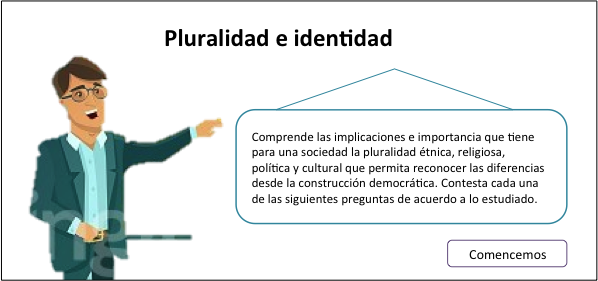 Pluralidad e identidad
Comprende las implicaciones e importancia que tiene
para una sociedad la pluralidad étnica, religiosa,
política y cultural que permita reconocer las diferencias
desde la construcción democrática. Contesta cada una
de las siguientes preguntas de acuerdo a lo estudiado.
Comencemos